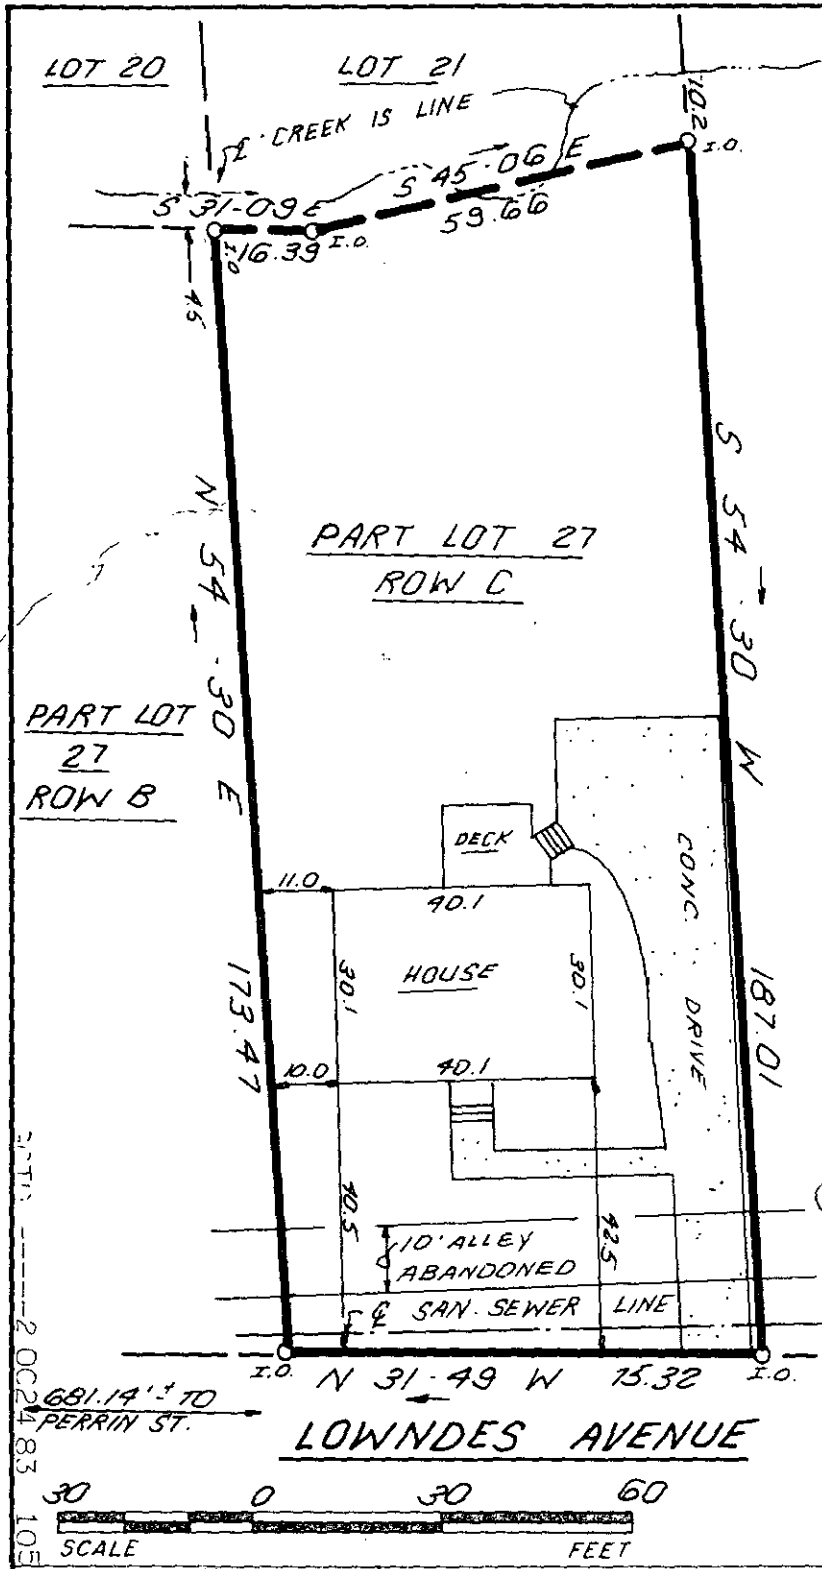 LOT 20
LOT 21
℄ CREEK IS LINE
10.2
I.O.
S 31-09 E
S 45-06 E
59.66
16.39
I.O.
I.O
4.5
N 54-30 E
173.47
S 54-30 W
187.01
PART LOT 27
ROW C
PART LOT
27
ROW B
DECK
CONC. DRIVE
11.0
40.1
30.1
HOUSE
30.1
10.0
40.1
40.5
42.5
10' ALLEY
ABANDONED
℄ SAN. SEWER LINE
I.O.
N 31-49 W 75.32
I.O.
681.14'± TO
PERRIN ST.
LOWNDES AVENUE
30 0 30 60
SCALE FEET
2 OC24 83 105